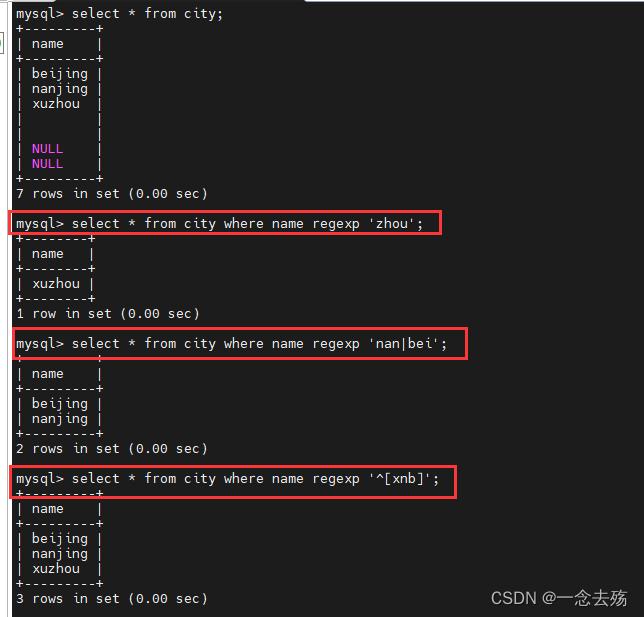 mysql> select * from city;
+---------+
| name    |
+---------+
| beijing |
| nanjing |
| xuzhou  |
|         |
|         |
| NULL    |
| NULL    |
+---------+
7 rows in set (0.00 sec)
mysql> select * from city where name regexp 'zhou';
+--------+
| name   |
+--------+
| xuzhou |
+--------+
1 row in set (0.00 sec)
mysql> select * from city where name regexp 'nan|bei';
+---------+
| name    |
+---------+
| beijing |
| nanjing |
+---------+
2 rows in set (0.00 sec)
mysql> select * from city where name regexp '^[xnb]';
+---------+
| name    |
+---------+
| beijing |
| nanjing |
| xuzhou  |
+---------+
3 rows in set (0.00 sec)
CSDN @一念去殇